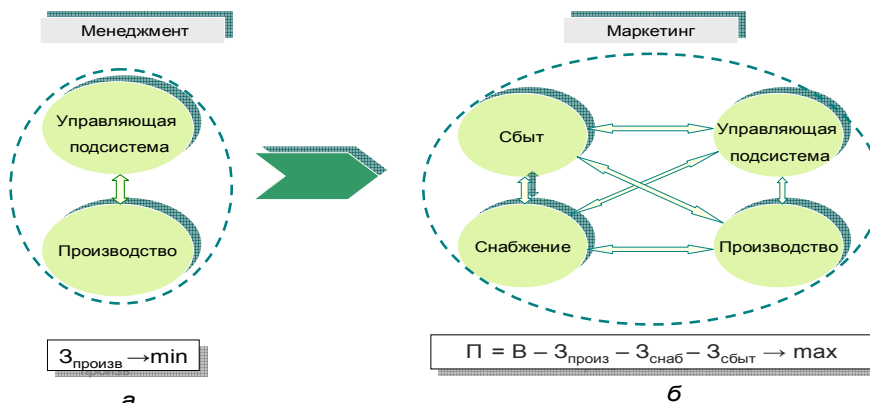 Менеджмент
Маркетинг
Управляющая
подсистема
Производство
Сбыт
Управляющая
подсистема
Снабжение
Производство
Зпроизв→min
П = В – Зпроиз – Зснаб – Зсбыт → max
а
б